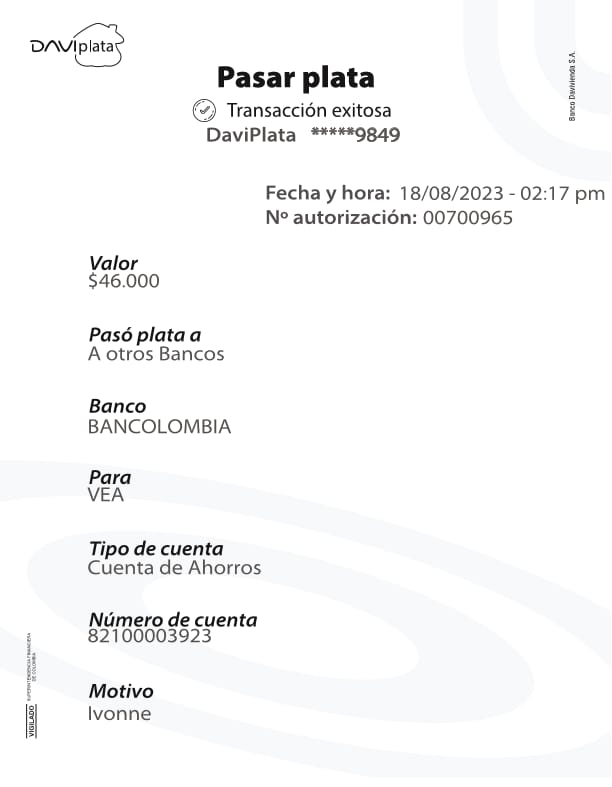 DAVIplata
Banco Davivienda S.A.
Pasar plata
Transacción exitosa
DaviPlata *****9849
Fecha y hora: 18/08/2023 - 02:17 pm
Nº autorización: 00700965
Valor
$46.000
Pasó plata a
A otros Bancos
Banco
BANCOLOMBIA
Para
VEA
Tipo de cuenta
Cuenta de Ahorros
Número de cuenta
82100003923
Motivo
Ivonne
VIGILADO
SUPERINTENDENCIA FINANCIERA
DE COLOMBIA